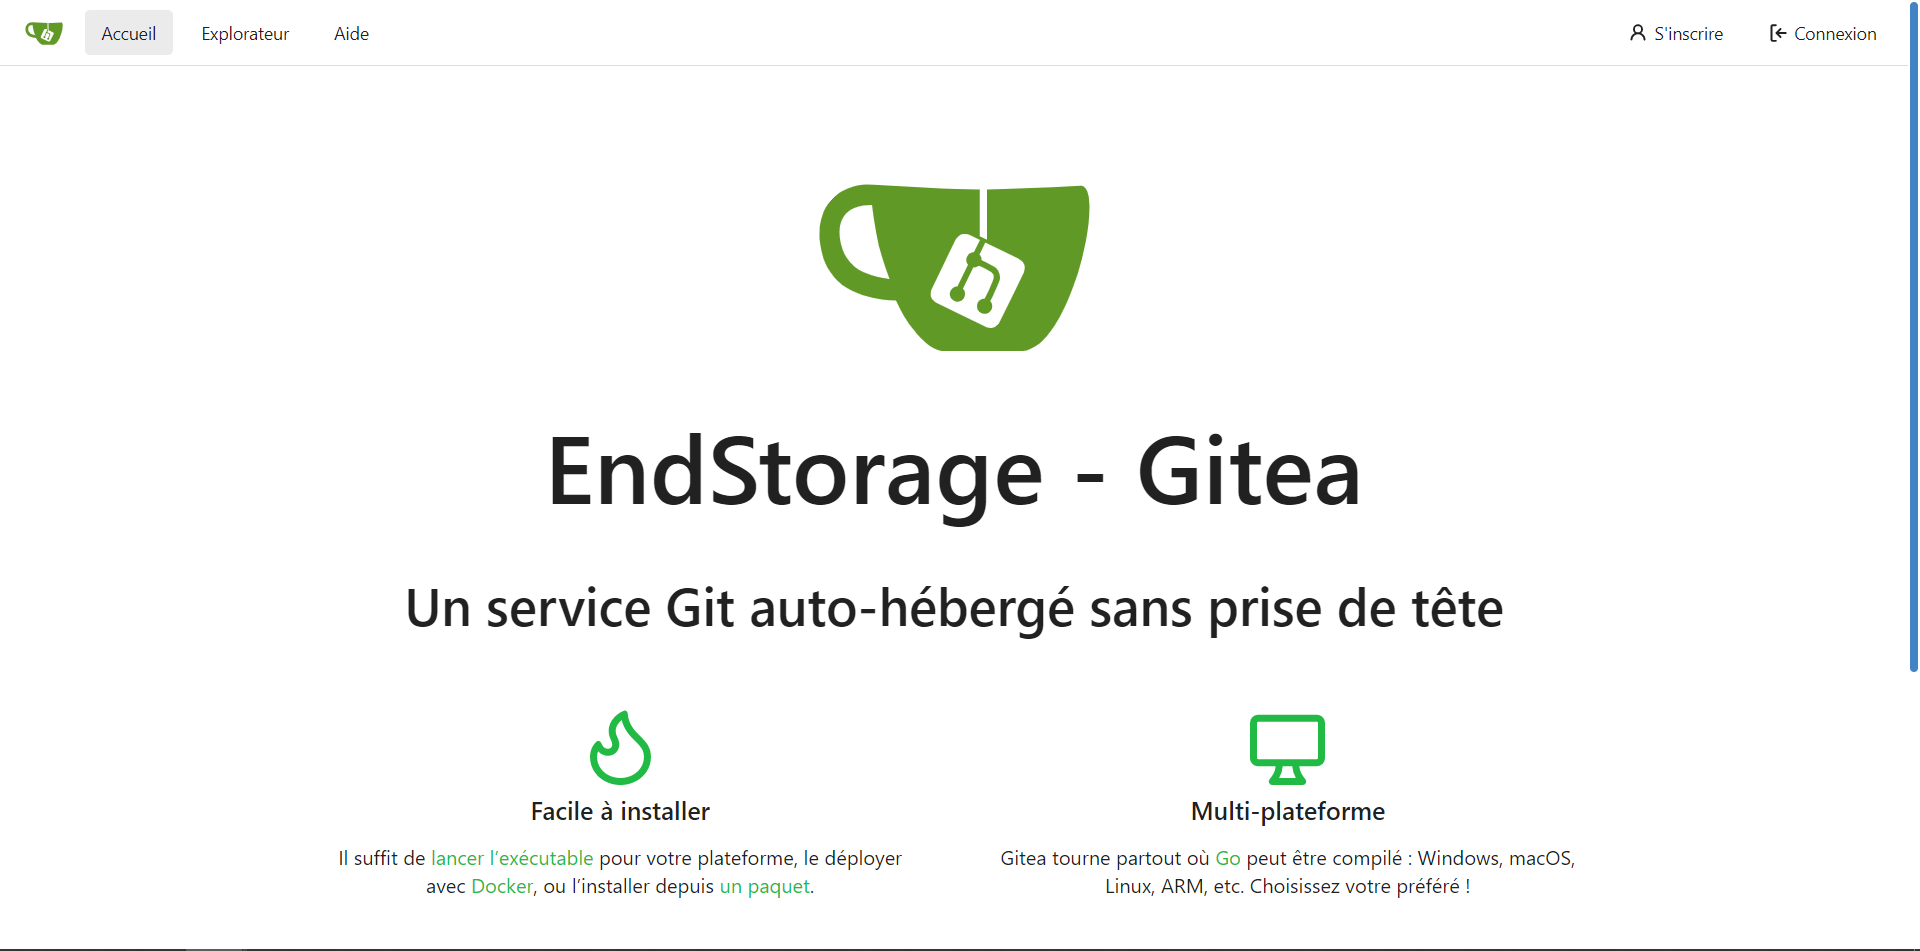 Accueil Explorateur Aide S'inscrire Connexion
EndStorage - Gitea
Un service Git auto-hébergé sans prise de tête
Facile à installer
Il suffit de lancer l’exécutable pour votre plateforme, le déployer
avec Docker, ou l’installer depuis un paquet.
Multi-plateforme
Gitea tourne partout où Go peut être compilé : Windows, macOS,
Linux, ARM, etc. Choisissez votre préféré !